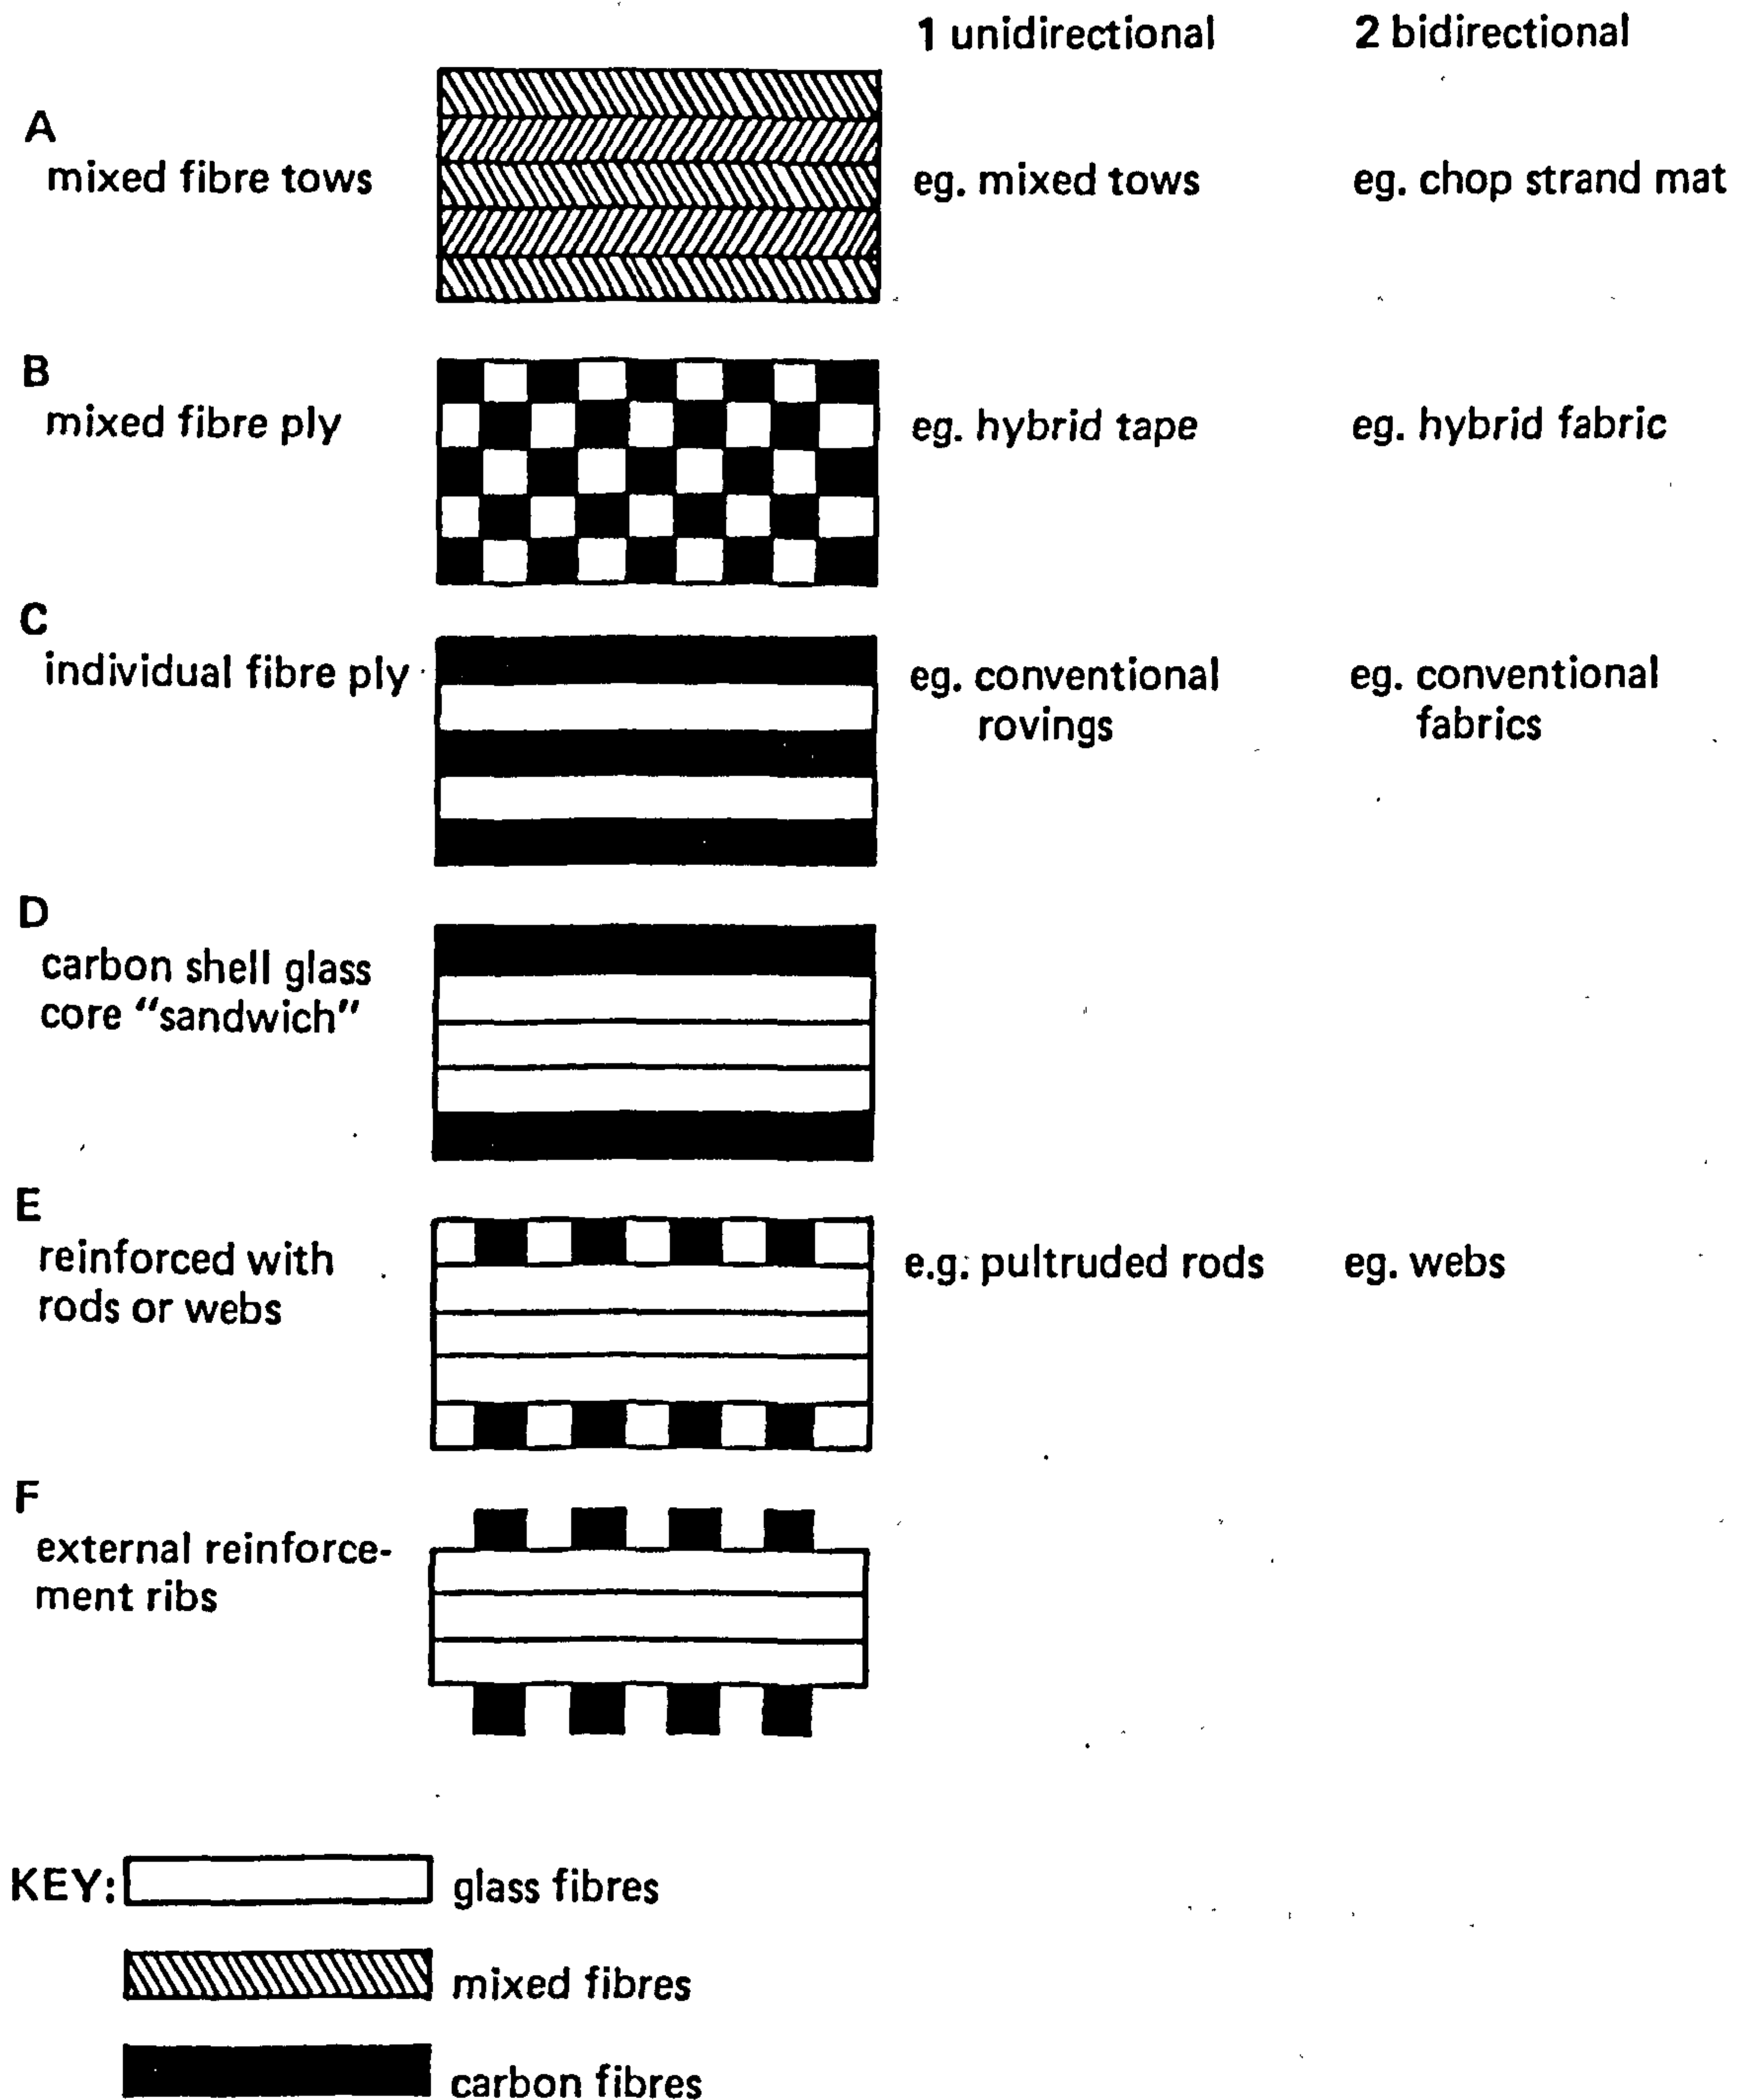 1 unidirectional 2 bidirectional
A
mixed fibre tows eg. mixed tows eg. chop strand mat
B
mixed fibre ply eg. hybrid tape eg. hybrid fabric
C
individual fibre ply eg. conventional eg. conventional
rovings fabrics
D
carbon shell glass
core “sandwich”
E
reinforced with e.g. pultruded rods eg. webs
rods or webs
F
external reinforce-
ment ribs
KEY: glass fibres
mixed fibres
carbon fibres